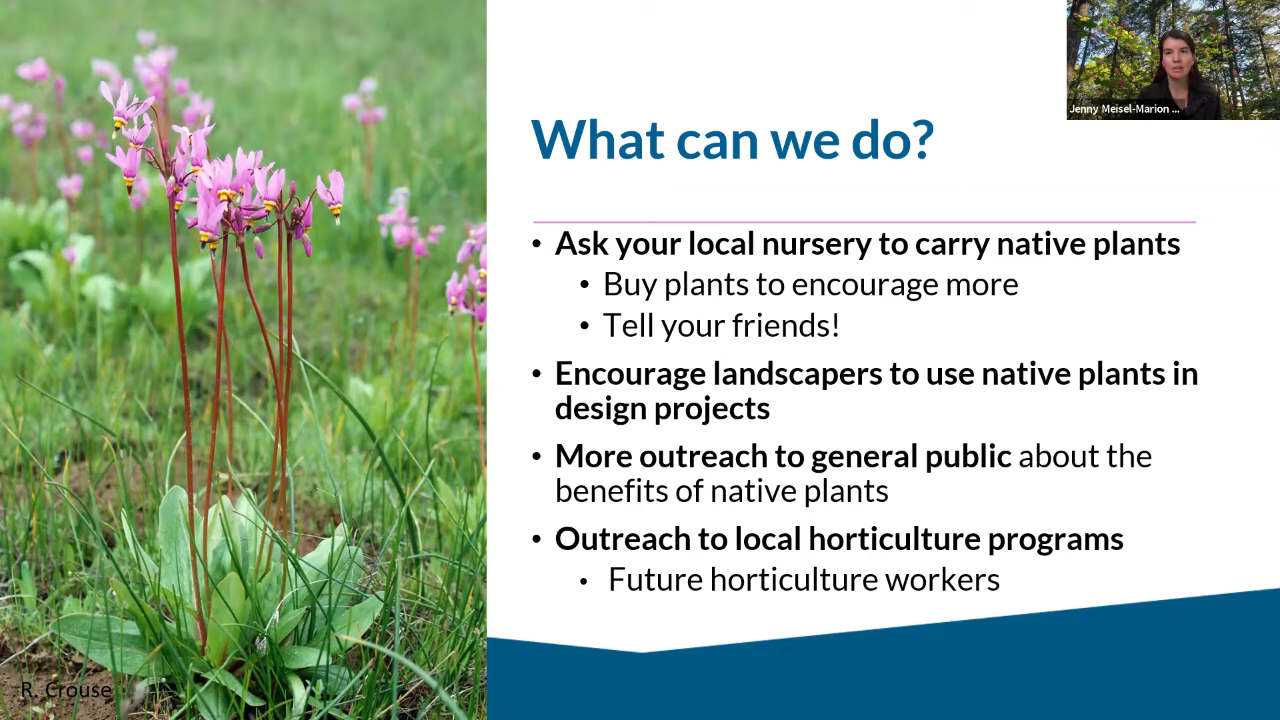 Jenny Meisel-Marion ...
What can we do?
• Ask your local nursery to carry native plants
• Buy plants to encourage more
• Tell your friends!
• Encourage landscapers to use native plants in
design projects
• More outreach to general public about the
benefits of native plants
• Outreach to local horticulture programs
• Future horticulture workers
R. Crouse